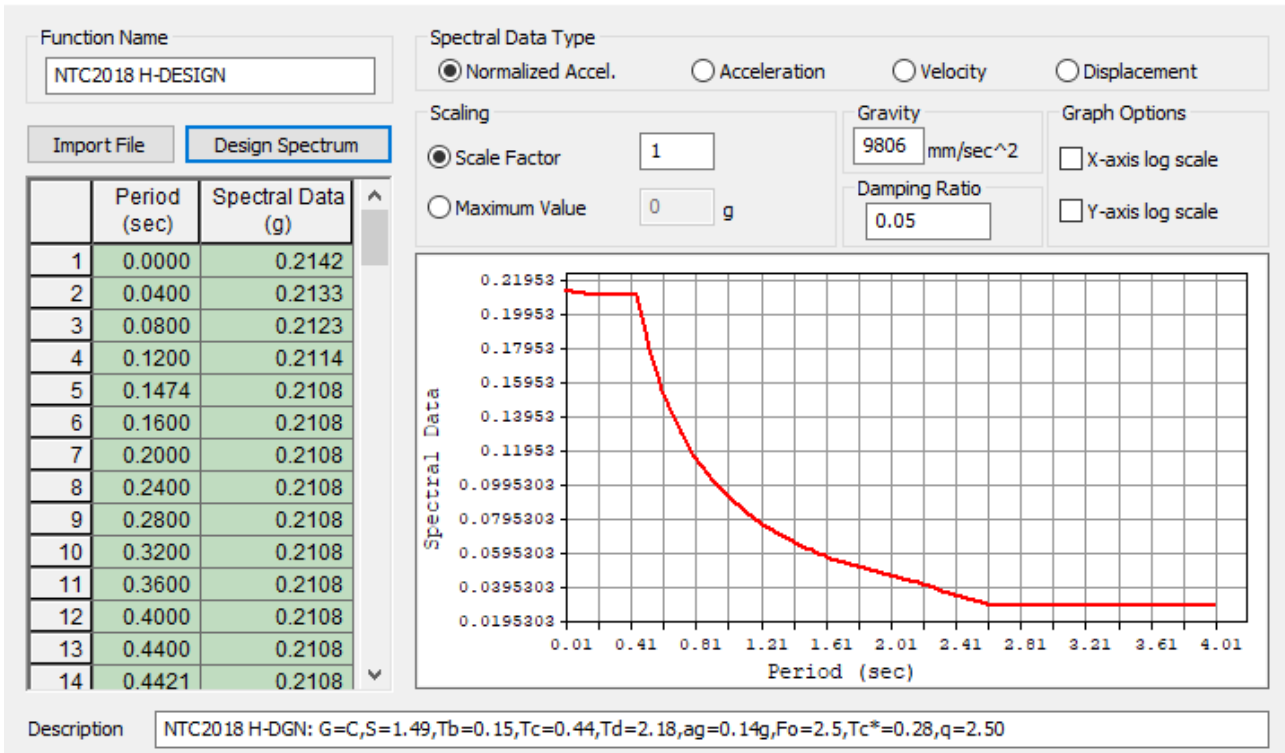 Function Name
NTC2018 H-DESIGN
Import File
Design Spectrum
Period (sec) Spectral Data (g)
1 0.0000 0.2142
2 0.0400 0.2133
3 0.0800 0.2123
4 0.1200 0.2114
5 0.1474 0.2108
6 0.1600 0.2108
7 0.2000 0.2108
8 0.2400 0.2108
9 0.2800 0.2108
10 0.3200 0.2108
11 0.3600 0.2108
12 0.4000 0.2108
13 0.4400 0.2108
14 0.4421 0.2108
Spectral Data Type
Normalized Accel. Acceleration Velocity Displacement
Scaling
Scale Factor 1
Maximum Value 0 g
Gravity
9806 mm/sec^2
Damping Ratio
0.05
Graph Options
X-axis log scale
Y-axis log scale
Spectral Data
0.21953
0.19953
0.17953
0.15953
0.13953
0.11953
0.0995303
0.0795303
0.0595303
0.0395303
0.0195303
0.01 0.41 0.81 1.21 1.61 2.01 2.41 2.81 3.21 3.61 4.01
Period (sec)
Description NTC2018 H-DGN: G=C,S=1.49,Tb=0.15,Tc=0.44,Td=2.18,ag=0.14g,Fo=2.5,Tc*=0.28,q=2.50